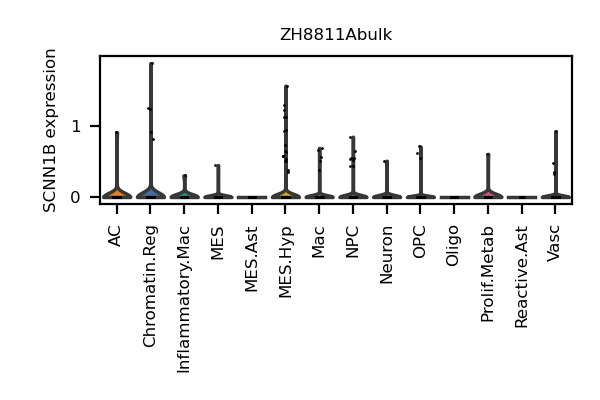 ZH8811Abulk
SCNN1B expression
1
0
AC
Chromatin.Reg
Inflammatory.Mac
MES
MES.Ast
MES.Hyp
Mac
NPC
Neuron
OPC
Oligo
Prolif.Metab
Reactive.Ast
Vasc